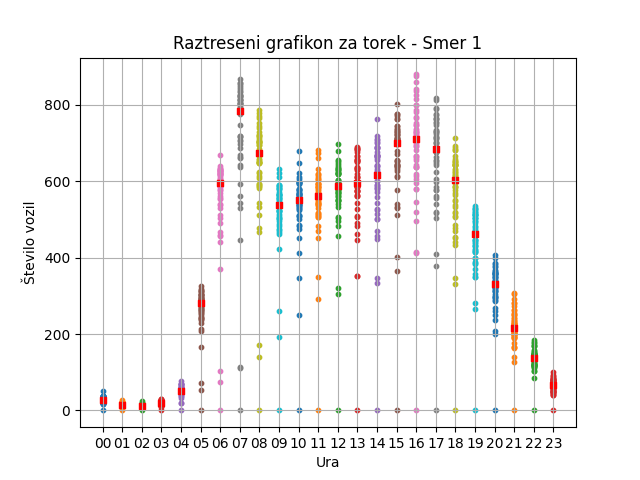 Raztreseni grafikon za torek - Smer 1
Število vozil
800
600
400
200
0
00 01 02 03 04 05 06 07 08 09 10 11 12 13 14 15 16 17 18 19 20 21 22 23
Ura